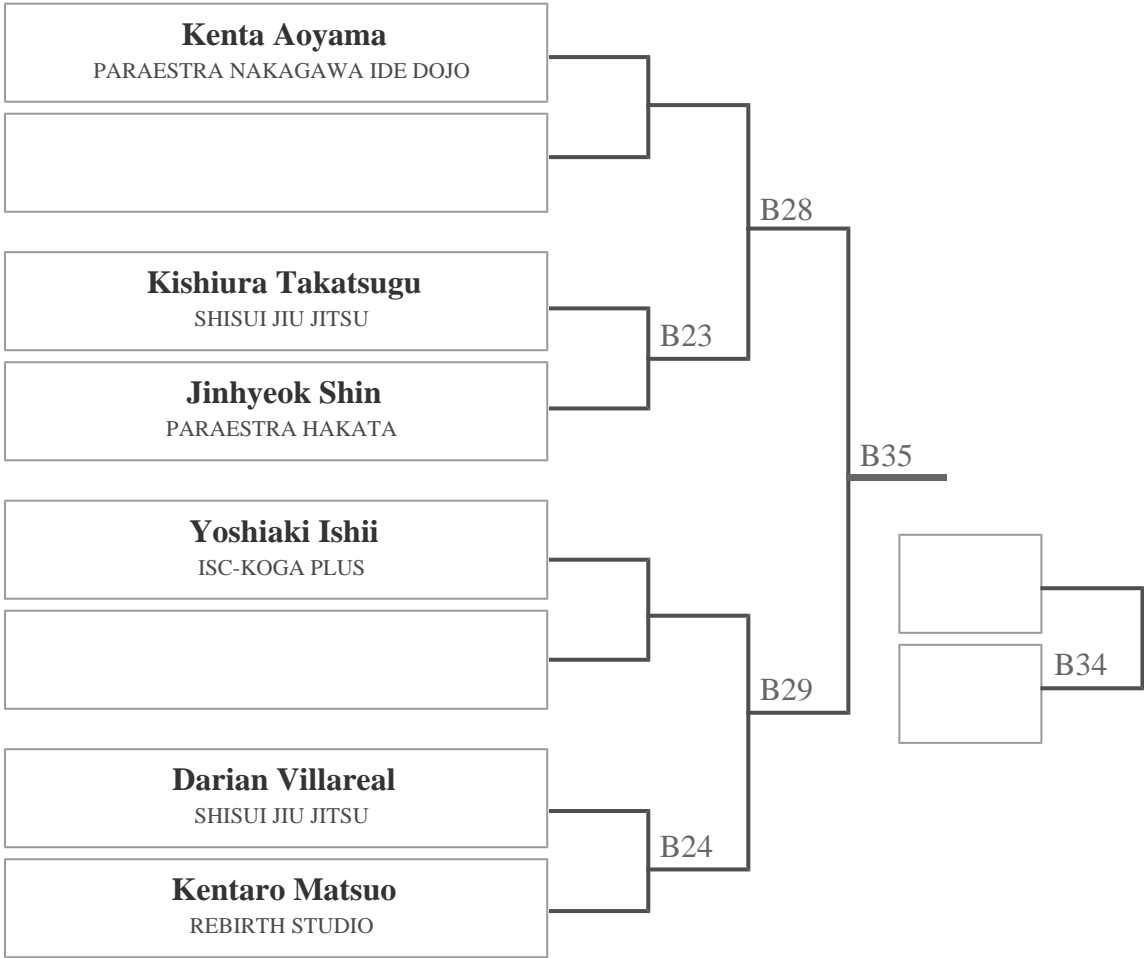 Kenta Aoyama
PARAESTRA NAKAGAWA IDE DOJO
B28
Kishiura Takatsugu
SHISUI JIU JITSU
B23
Jinhyeok Shin
PARAESTRA HAKATA
B35
Yoshiaki Ishii
ISC-KOGA PLUS
B34
B29
Darian Villareal
SHISUI JIU JITSU
B24
Kentaro Matsuo
REBIRTH STUDIO